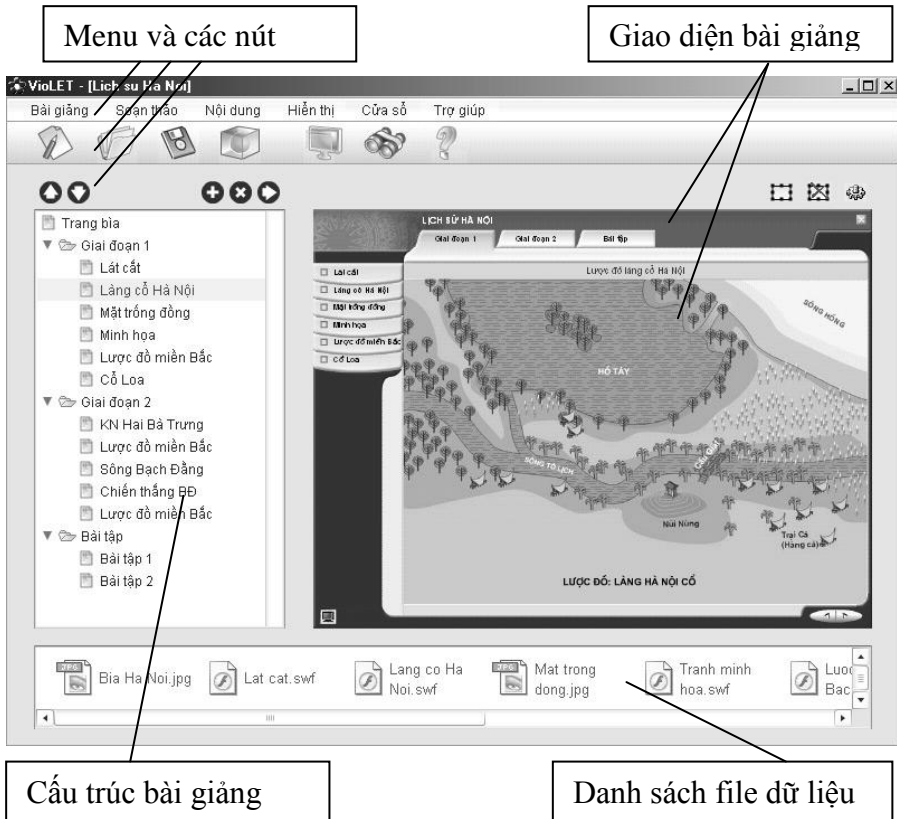 Menu và các nút
Giao diện bài giảng
VioLET - [Lich su Ha Noi]
Bài giảng Soạn thảo Nội dung Hiển thị Cửa sổ Trợ giúp
Trang bìa
Giai đoạn 1
Lát cắt
Làng cổ Hà Nội
Mặt trống đồng
Minh họa
Lược đồ miền Bắc
Cổ Loa
Giai đoạn 2
KN Hai Bà Trưng
Lược đồ miền Bắc
Sông Bạch Đằng
Chiến thắng BĐ
Lược đồ miền Bắc
Bài tập
Bài tập 1
Bài tập 2
LỊCH SỬ HÀ NỘI
Giai đoạn 1 Giai đoạn 2 Bài tập
Lược đồ làng cổ Hà Nội
Lát cắt
Làng cổ Hà Nội
Mặt trống đồng
Minh họa
Lược đồ miền Bắc
Cổ Loa
SÔNG HỒNG
HỒ TÂY
SÔNG TÔ LỊCH
Núi Nùng
Trại Cá
(Hàng cá)
LƯỢC ĐỒ: LÀNG HÀ NỘI CỔ
Bia Ha Noi.jpg
Lat cat.swf
Lang co Ha
Noi.swf
Mat trong
dong.jpg
Tranh minh
hoa.swf
Luoc
Bac
Cấu trúc bài giảng
Danh sách file dữ liệu